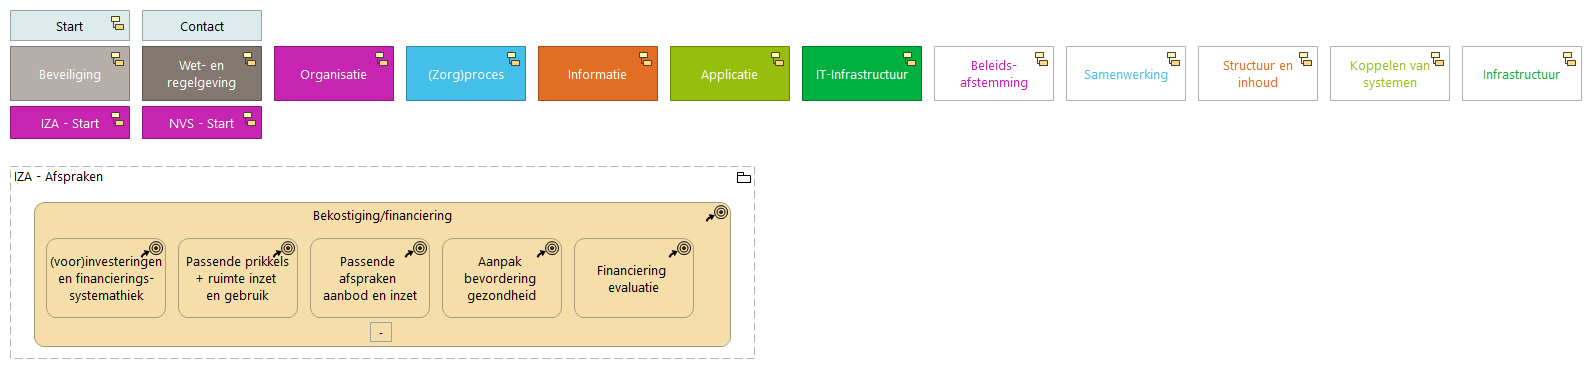 Start
Contact
Beveiliging
Wet- en
regelgeving
Organisatie
(Zorg)proces
Informatie
Applicatie
IT-Infrastructuur
Beleids-
afstemming
Samenwerking
Structuur en
inhoud
Koppelen van
systemen
Infrastructuur
IZA - Start
NVS - Start
IZA - Afspraken
Bekostiging/financiering
(voor)investeringen
en financierings-
systemathiek
Passende prikkels
+ ruimte inzet
en gebruik
Passende
afspraken
aanbod en inzet
Aanpak
bevordering
gezondheid
Financiering
evaluatie
-